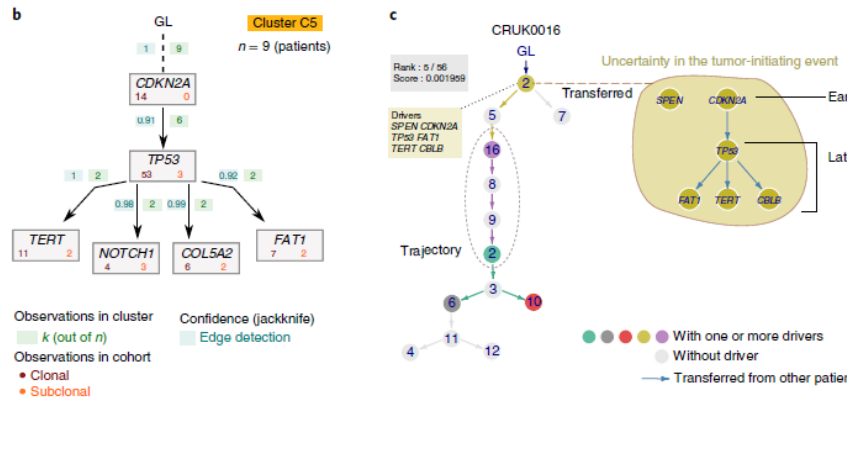 b
GL
Cluster C5
n = 9 (patients)
1 9
CDKN2A
14 0
0.91 6
TP53
53 3
1 2
0.92 2
0.98 2
0.99 2
TERT
11 2
NOTCH1
4 3
COL5A2
6 2
FAT1
7 2
Observations in cluster
k (out of n)
Observations in cohort
Clonal
Subclonal
Confidence (jackknife)
Edge detection
c
CRUK0016
GL
Rank : 5 / 56
Score : 0.001959
2
Transferred
Drivers
SPEN CDKN2A
TP53 FAT1
TERT CBLB
5
7
16
8
9
2
Trajectory
3
6
10
11
4
12
Uncertainty in the tumor-initiating event
SPEN
CDKN2A
Ear
TP53
Lat
FAT1
TERT
CBLB
With one or more drivers
Without driver
Transferred from other patie